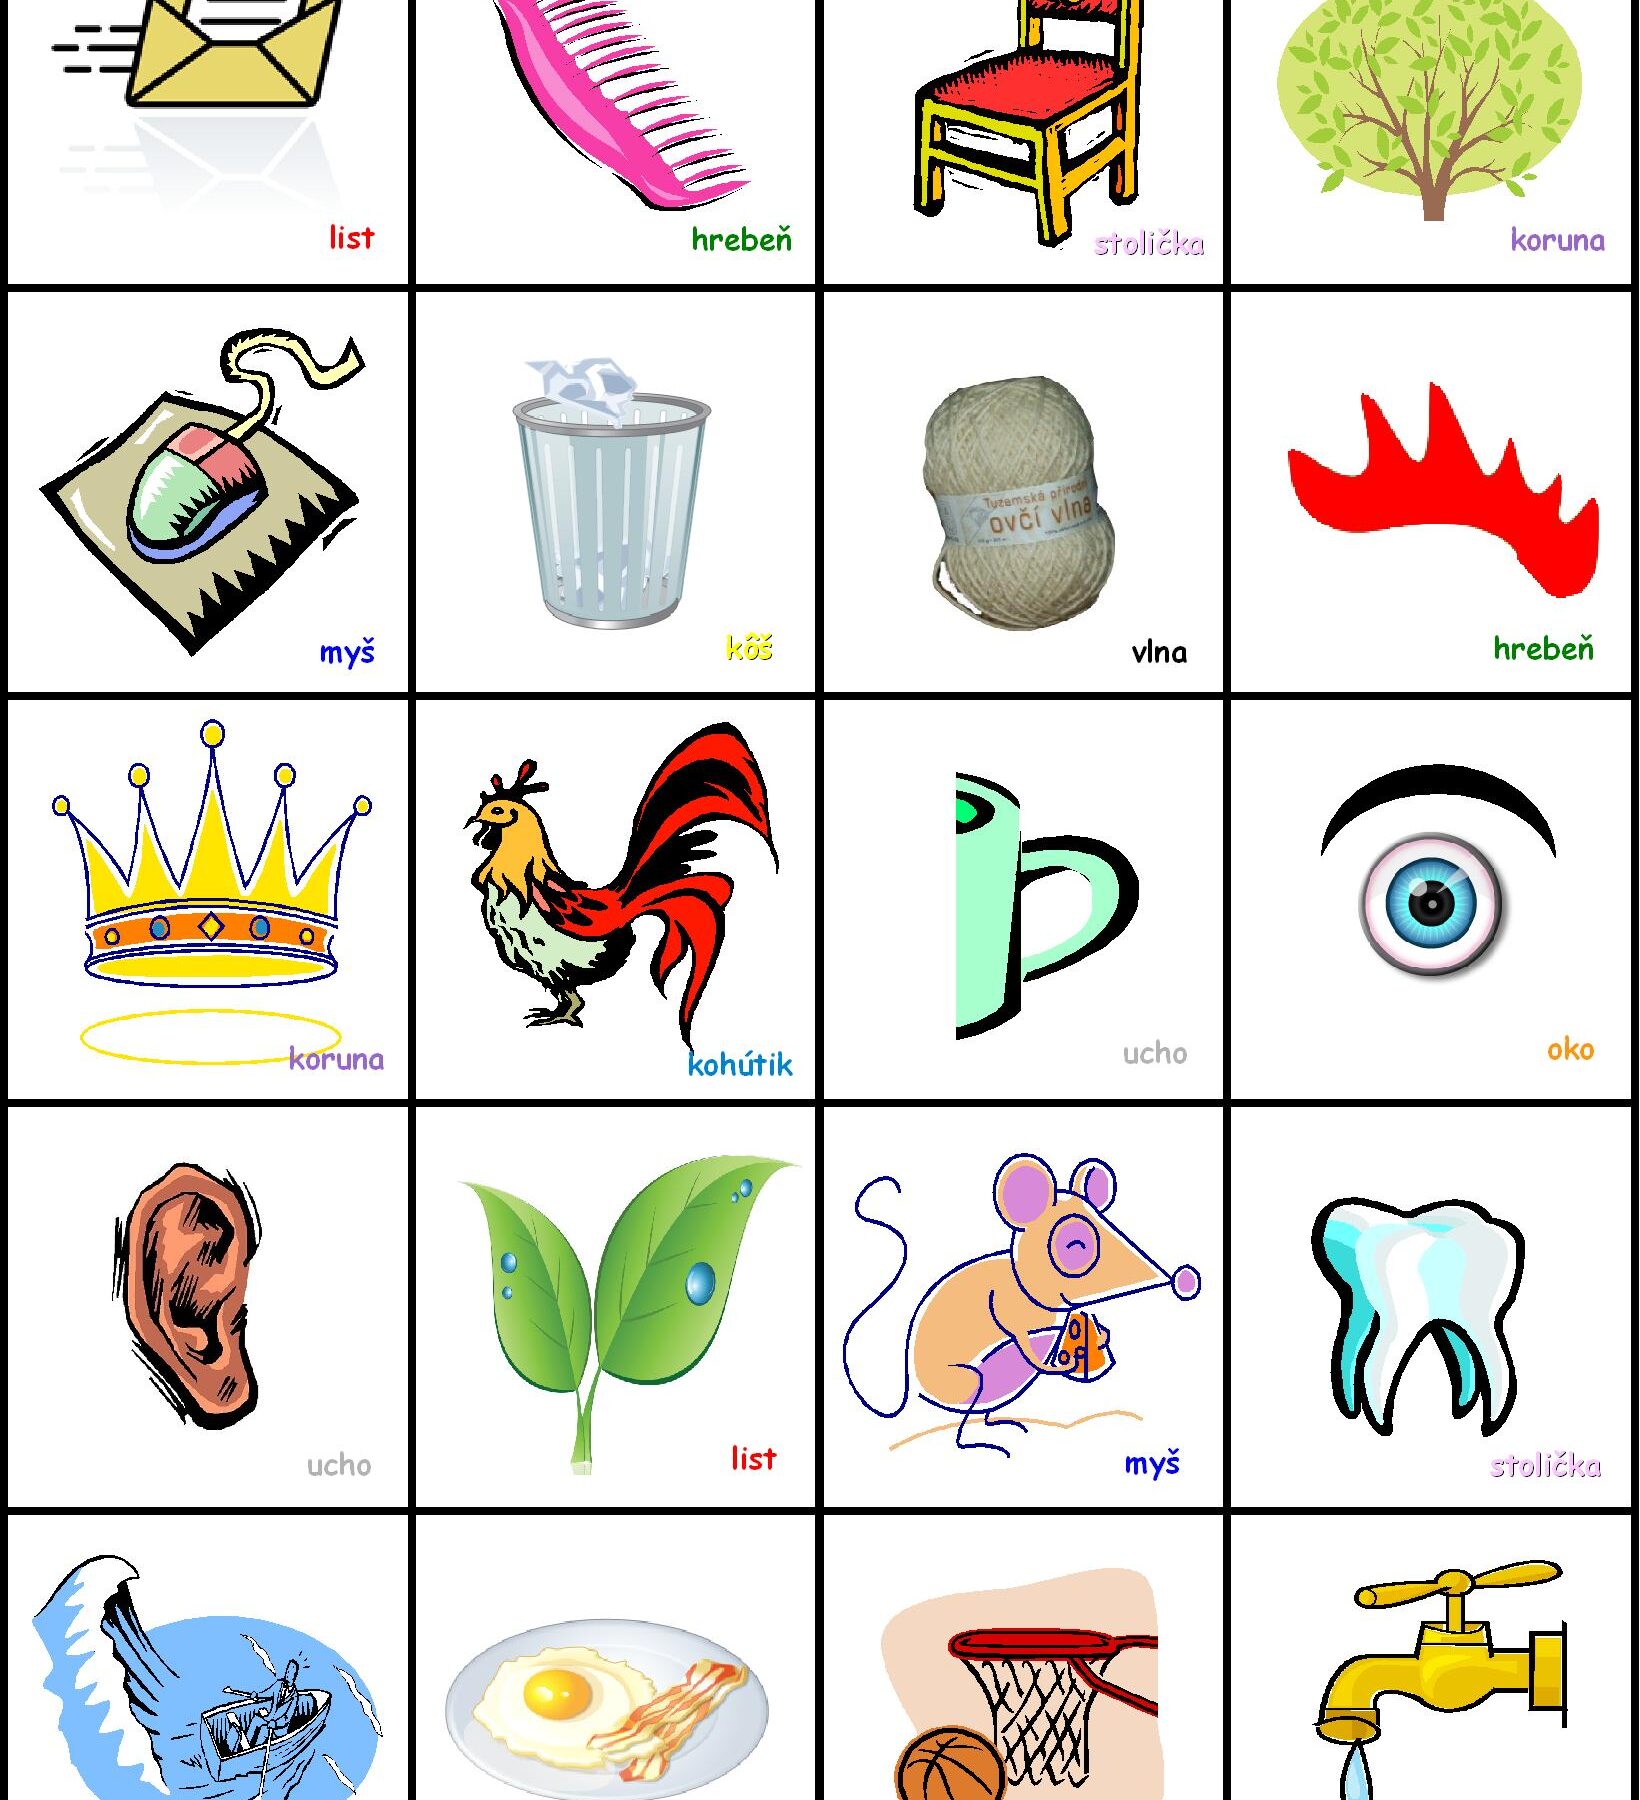 list
hrebeň
stolička
koruna
myš
kôš
Tuzemská přírodní
ovčí vlna
vlna
hrebeň
koruna
kohútik
ucho
oko
ucho
list
myš
stolička